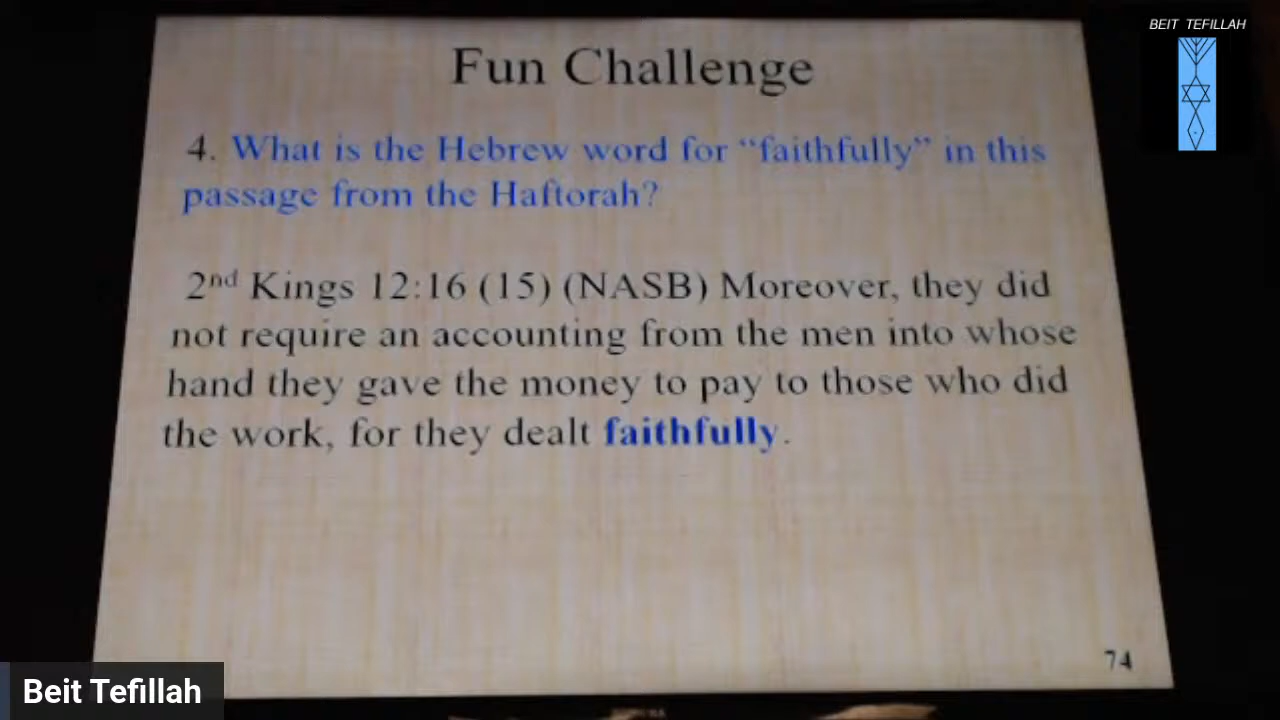 BEIT TEFILLAH
Fun Challenge
4. What is the Hebrew word for “faithfully” in this
passage from the Haftorah?
2nd Kings 12:16 (15) (NASB) Moreover, they did
not require an accounting from the men into whose
hand they gave the money to pay to those who did
the work, for they dealt faithfully.
74
Beit Tefillah